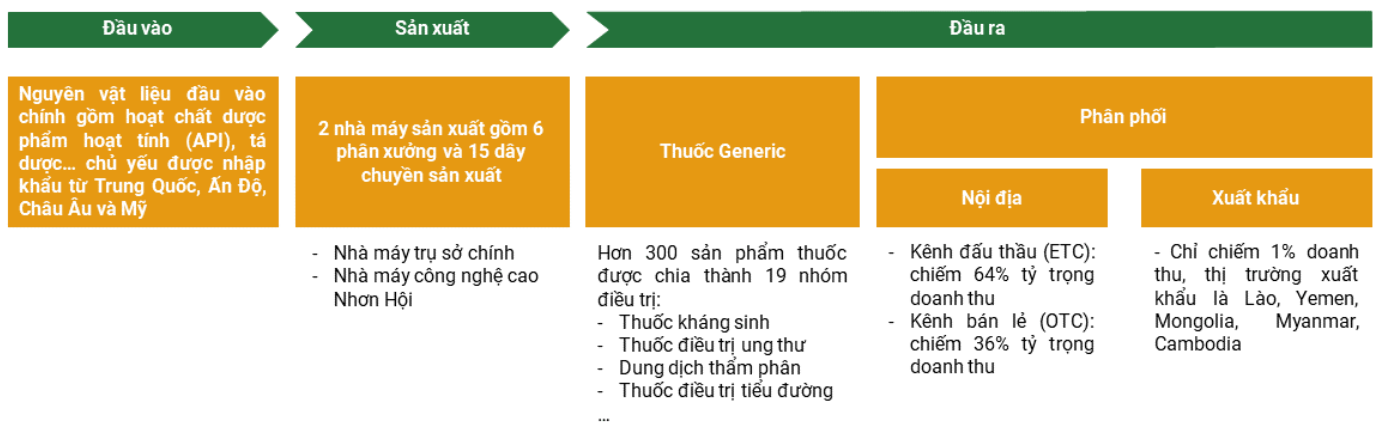 Đầu vào
Sản xuất
Đầu ra
Nguyên vật liệu đầu vào
chính gồm hoạt chất dược
phẩm hoạt tính (API), tá
dược… chủ yếu được nhập
khẩu từ Trung Quốc, Ấn Độ,
Châu Âu và Mỹ
2 nhà máy sản xuất gồm 6
phân xưởng và 15 dây
chuyền sản xuất
- Nhà máy trụ sở chính
- Nhà máy công nghệ cao
Nhơn Hội
Thuốc Generic
Hơn 300 sản phẩm thuốc
được chia thành 19 nhóm
điều trị:
- Thuốc kháng sinh
- Thuốc điều trị ung thư
- Dung dịch thẩm phân
- Thuốc điều trị tiểu đường
…
Phân phối
Nội địa
- Kênh đấu thầu (ETC):
chiếm 64% tỷ trọng
doanh thu
- Kênh bán lẻ (OTC):
chiếm 36% tỷ trọng
doanh thu
Xuất khẩu
- Chỉ chiếm 1% doanh
thu, thị trường xuất
khẩu là Lào, Yemen,
Mongolia, Myanmar,
Cambodia